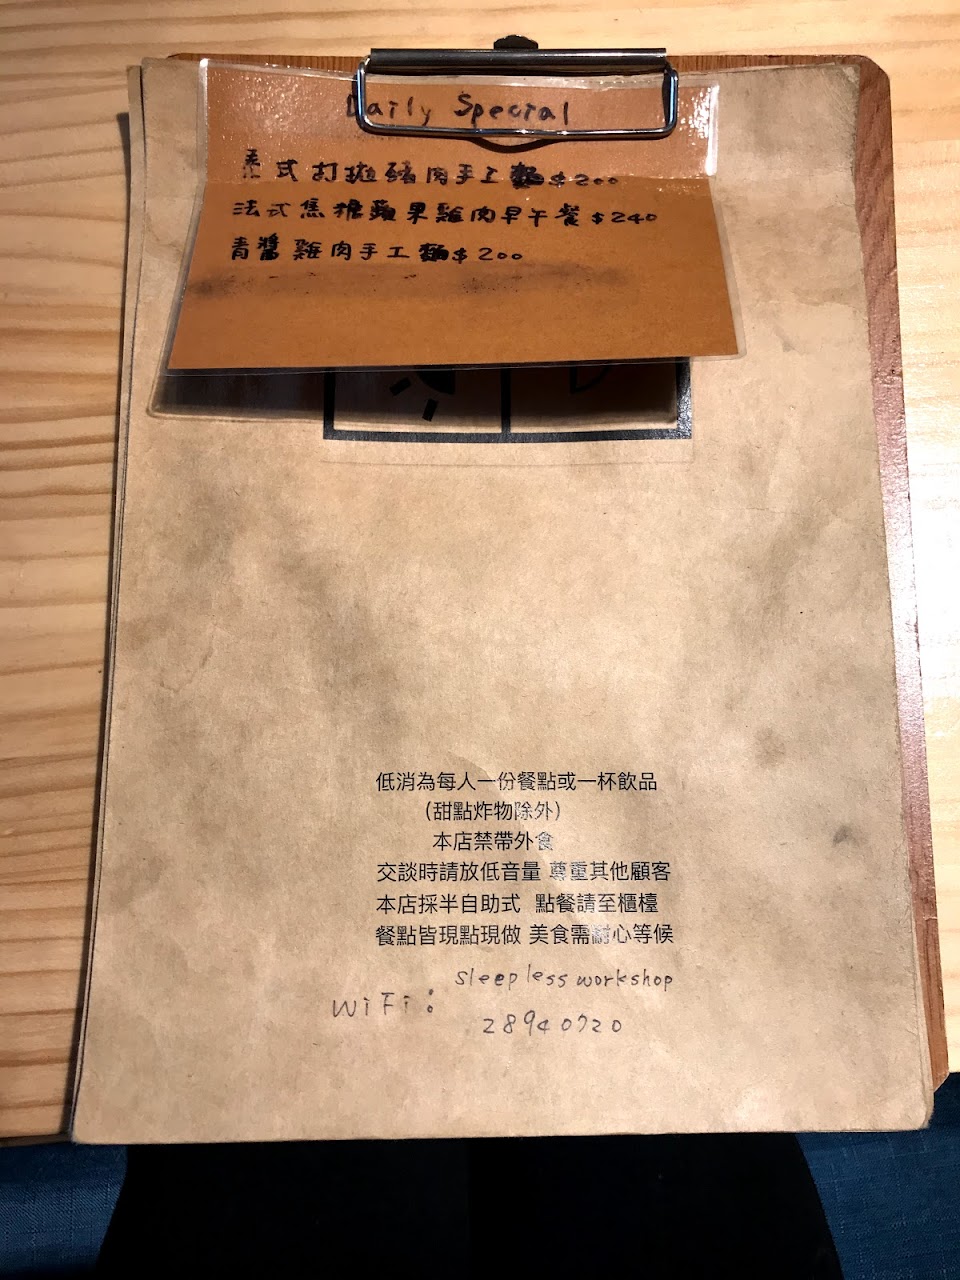 Daily Special
泰式打拋豬肉手工麵$200
法式焦糖蘋果雞肉早午餐$240
青醬雞肉手工麵$200
低消為每人一份餐點或一杯飲品
(甜點炸物除外)
本店禁帶外食
交談時請放低音量 尊重其他顧客
本店採半自助式 點餐請至櫃檯
餐點皆現點現做 美食需耐心等候
WiFi: sleepless workshop
28940720